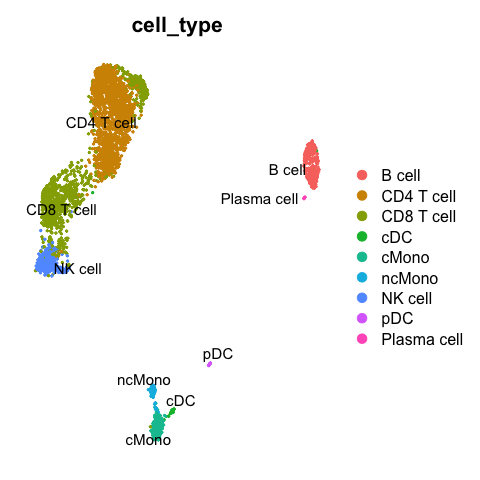 cell_type
CD4 T cell
CD8 T cell
NK cell
B cell
Plasma cell
pDC
ncMono
cDC
cMono
B cell
CD4 T cell
CD8 T cell
cDC
cMono
ncMono
NK cell
pDC
Plasma cell